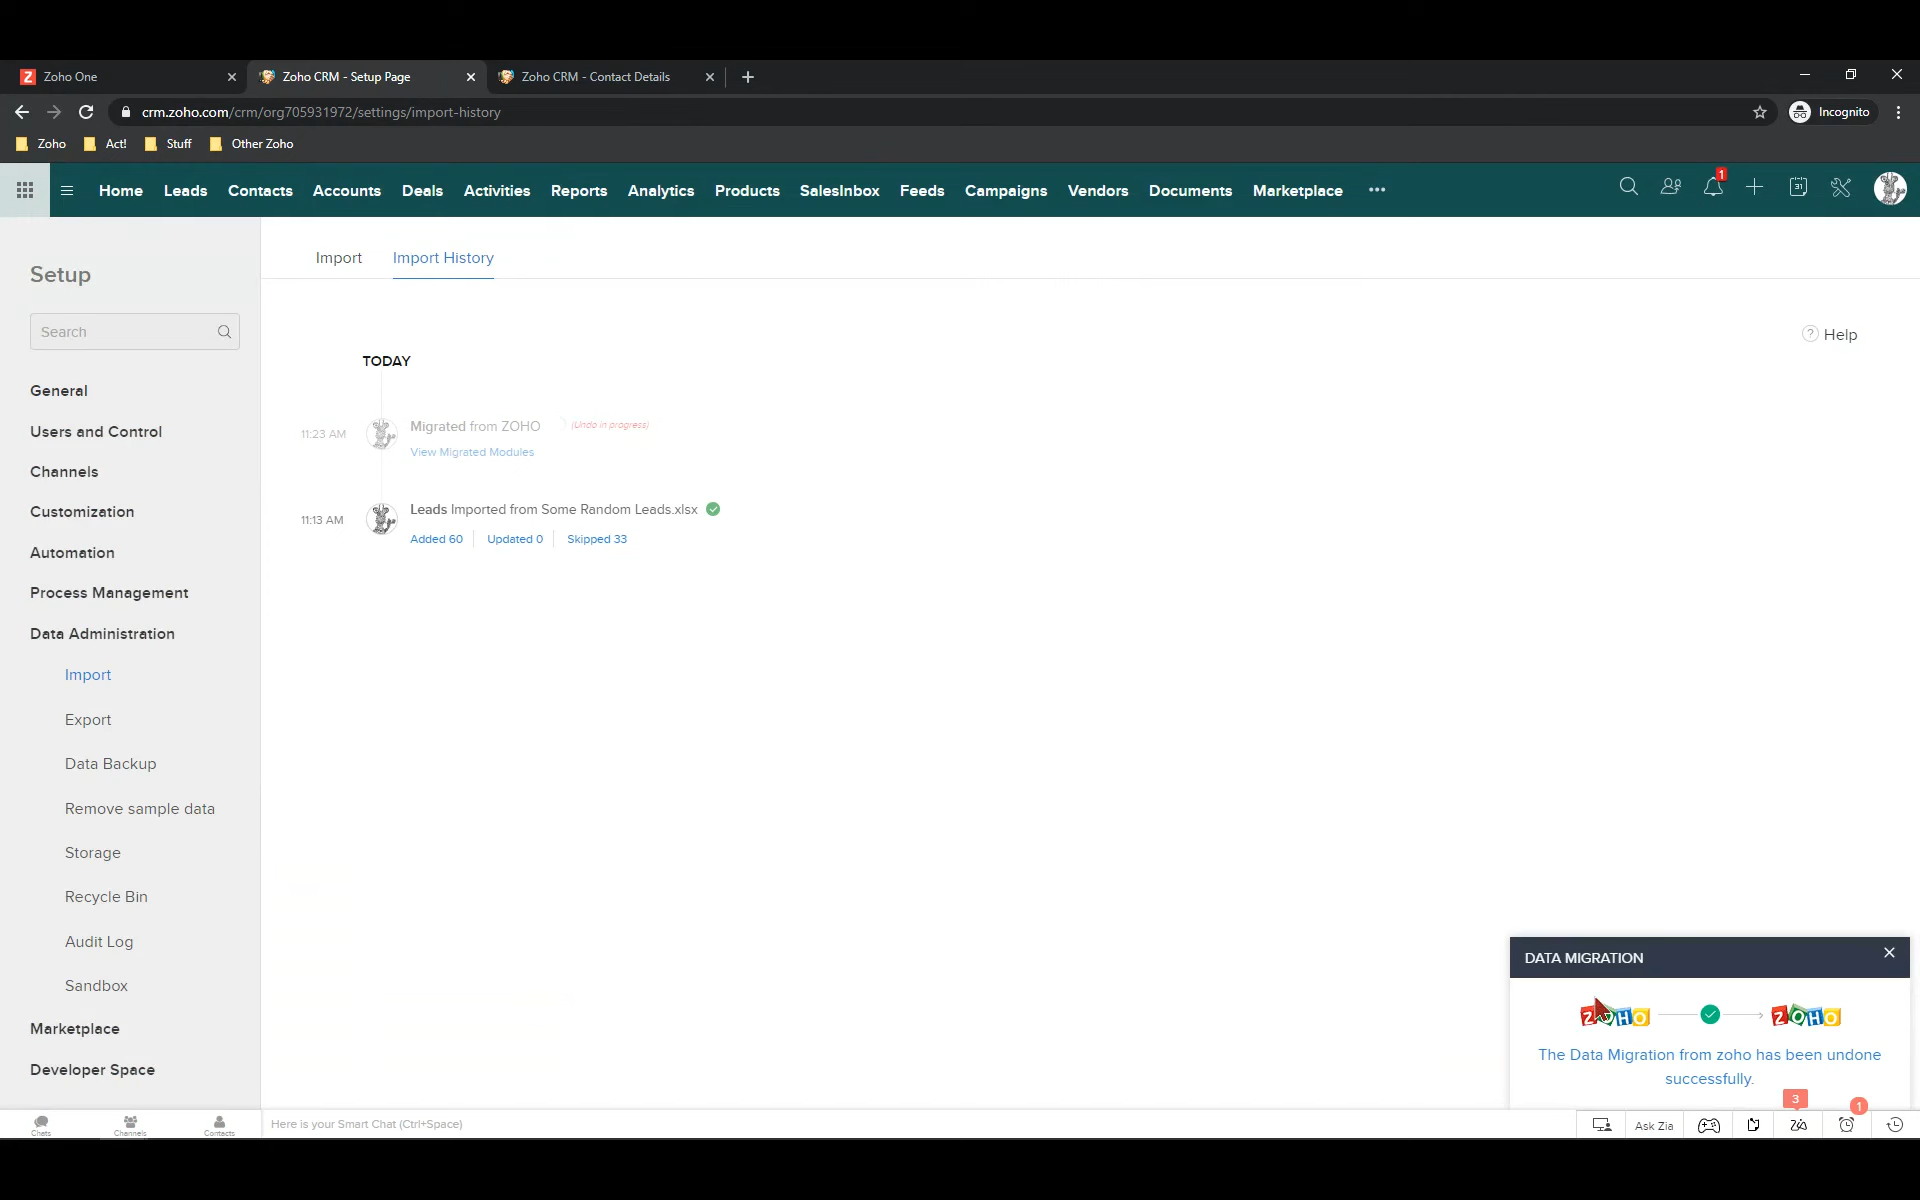 Zoho One
Zoho CRM - Setup Page
Zoho CRM - Contact Details
crm.zoho.com/crm/org705931972/settings/import-history
Incognito
Zoho
Act!
Stuff
Other Zoho
Home
Leads
Contacts
Accounts
Deals
Activities
Reports
Analytics
Products
SalesInbox
Feeds
Campaigns
Vendors
Documents
Marketplace
•••
1
31
Setup
Search
General
Users and Control
Channels
Customization
Automation
Process Management
Data Administration
Import
Export
Data Backup
Remove sample data
Storage
Recycle Bin
Audit Log
Sandbox
Marketplace
Developer Space
Import
Import History
? Help
TODAY
11:23 AM
Migrated from ZOHO
(Undo in progress)
View Migrated Modules
11:13 AM
Leads Imported from Some Random Leads.xlsx
Added 60
Updated 0
Skipped 33
DATA MIGRATION
ZOHO
ZOHO
The Data Migration from zoho has been undone
successfully.
3
1
Chats
Channels
Contacts
Here is your Smart Chat (Ctrl+Space)
Ask Zia